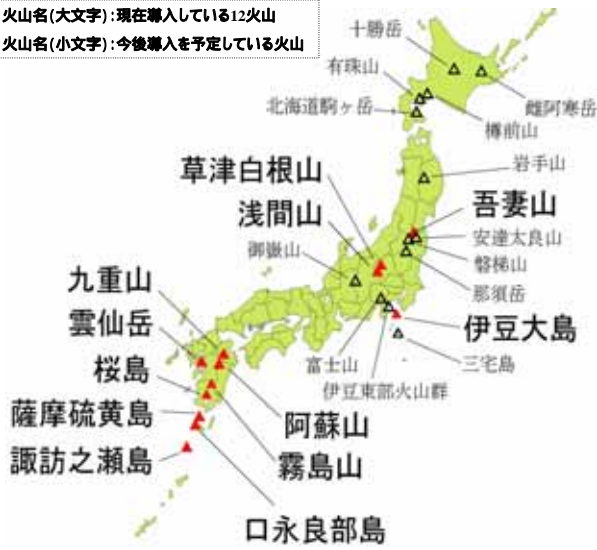 火山名(大文字):現在導入している12火山
火山名(小文字):今後導入を予定している火山
十勝岳
有珠山
北海道駒ヶ岳
雌阿寒岳
樽前山
岩手山
草津白根山
浅間山
吾妻山
御嶽山
安達太良山
磐梯山
那須岳
九重山
雲仙岳
伊豆大島
桜島
富士山
三宅島
伊豆東部火山群
薩摩硫黄島
阿蘇山
諏訪之瀬島
霧島山
口永良部島